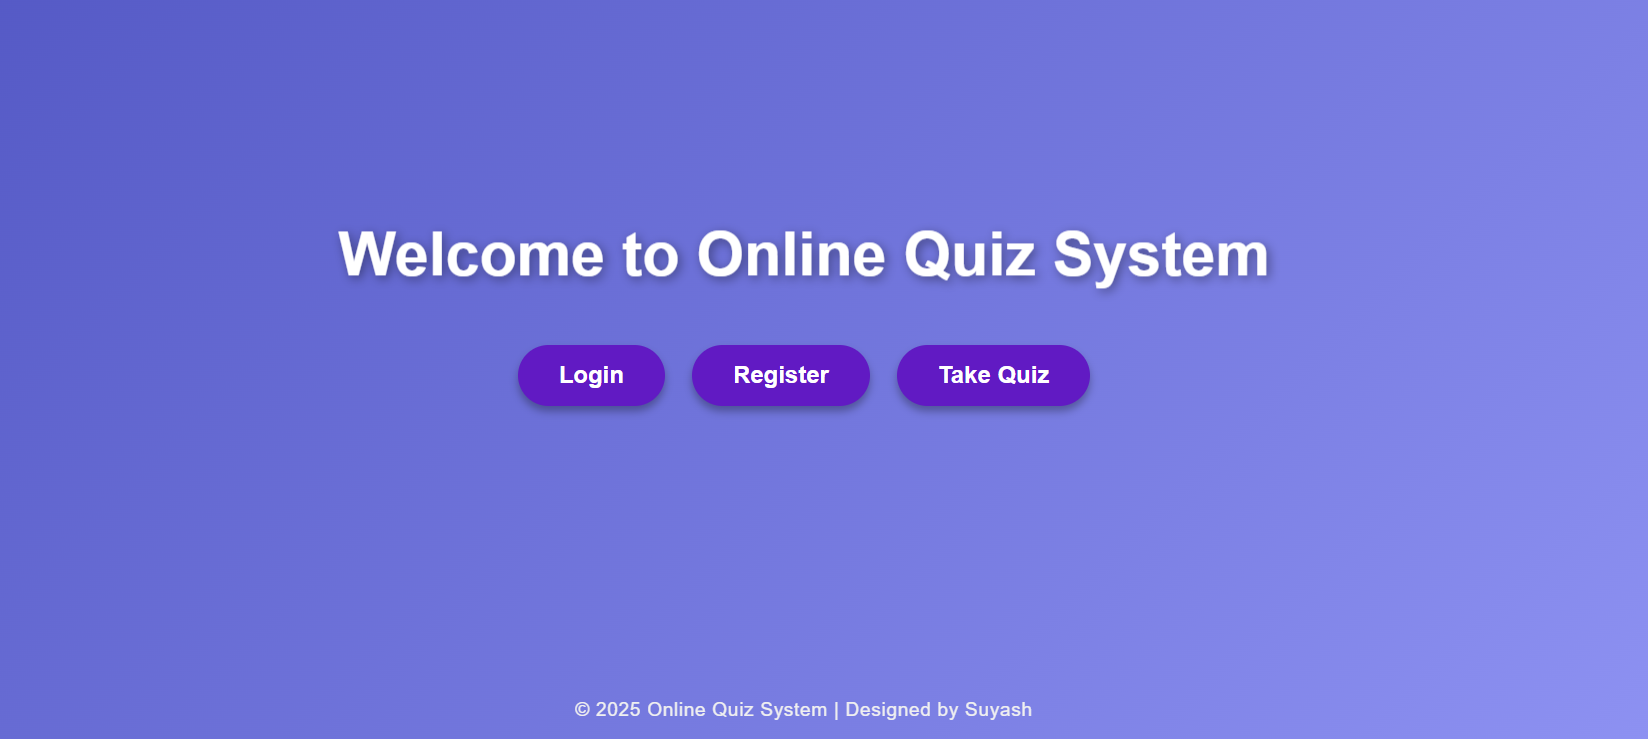 Welcome to Online Quiz System
Login Register Take Quiz
© 2025 Online Quiz System | Designed by Suyash